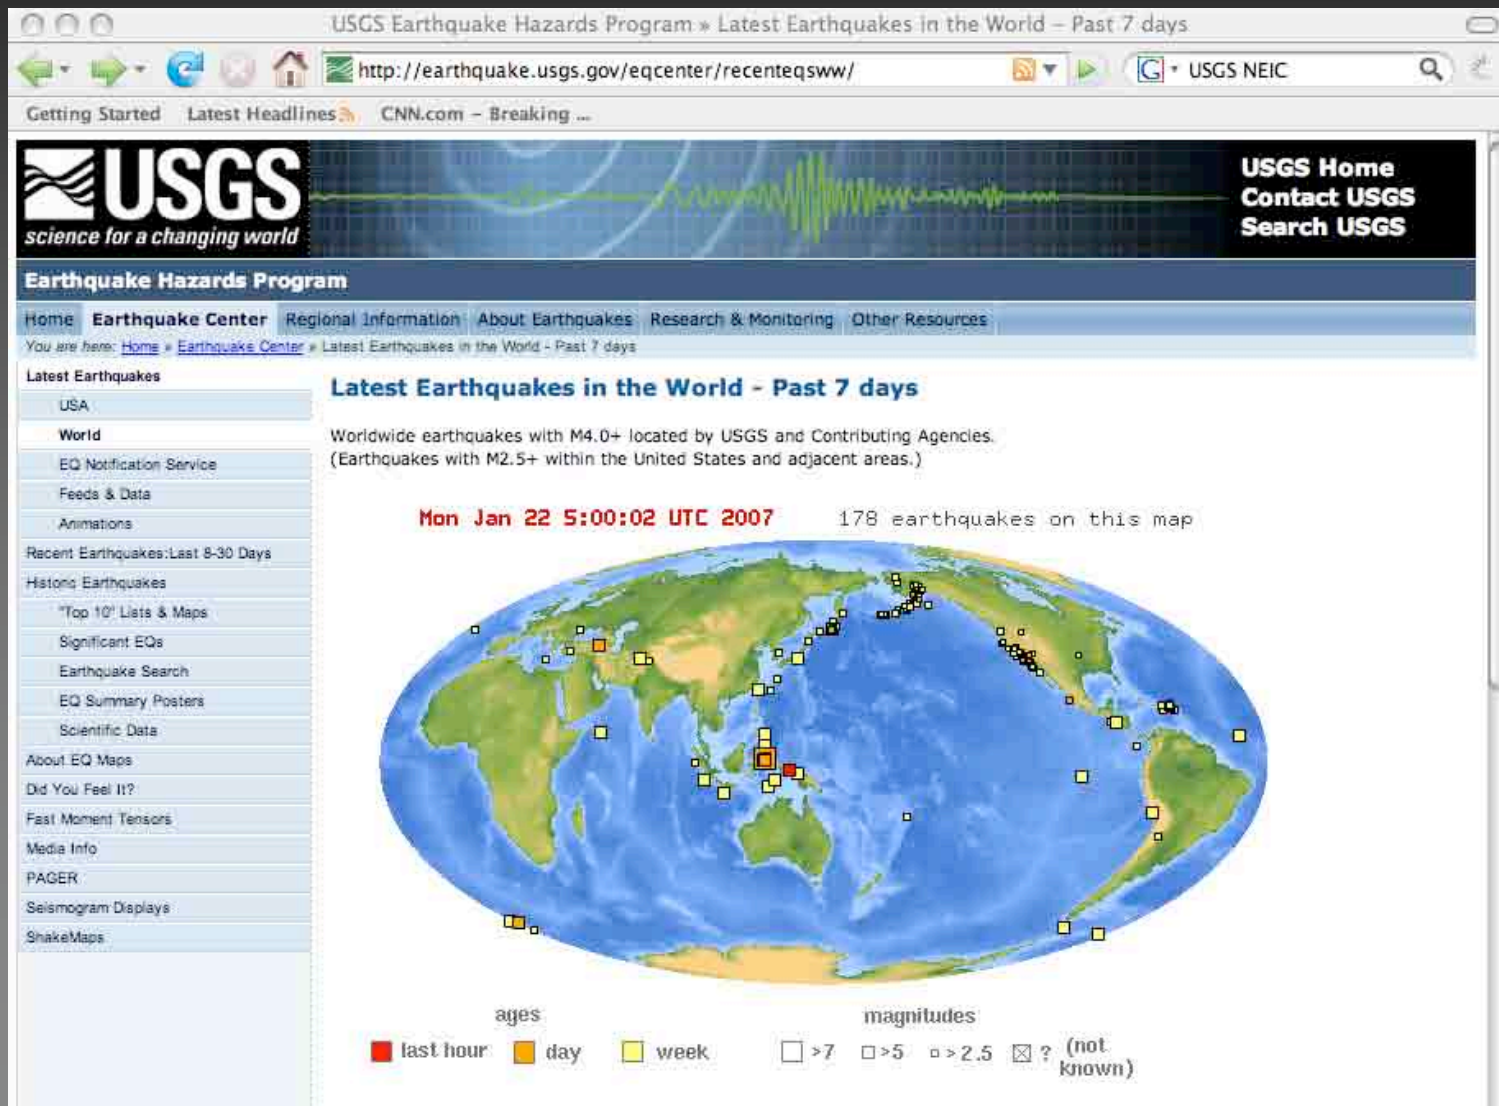 USGS Earthquake Hazards Program » Latest Earthquakes in the World – Past 7 days
http://earthquake.usgs.gov/eqcenter/recenteqsww/
G USGS NEIC
Getting Started Latest Headlines CNN.com – Breaking ...
USGS
science for a changing world
USGS Home
Contact USGS
Search USGS
Earthquake Hazards Program
Home Earthquake Center Regional Information About Earthquakes Research & Monitoring Other Resources
You are here: Home » Earthquake Center » Latest Earthquakes in the World - Past 7 days
Latest Earthquakes
USA
World
EQ Notification Service
Feeds & Data
Animations
Recent Earthquakes:Last 8-30 Days
Historic Earthquakes
"Top 10" Lists & Maps
Significant EQs
Earthquake Search
EQ Summary Posters
Scientific Data
About EQ Maps
Did You Feel It?
Fast Moment Tensors
Media Info
PAGER
Seismogram Displays
ShakeMaps
Latest Earthquakes in the World - Past 7 days
Worldwide earthquakes with M4.0+ located by USGS and Contributing Agencies.
(Earthquakes with M2.5+ within the United States and adjacent areas.)
Mon Jan 22 5:00:02 UTC 2007 178 earthquakes on this map
ages
last hour day week
magnitudes
>7 >5 >2.5 ? (not
known)